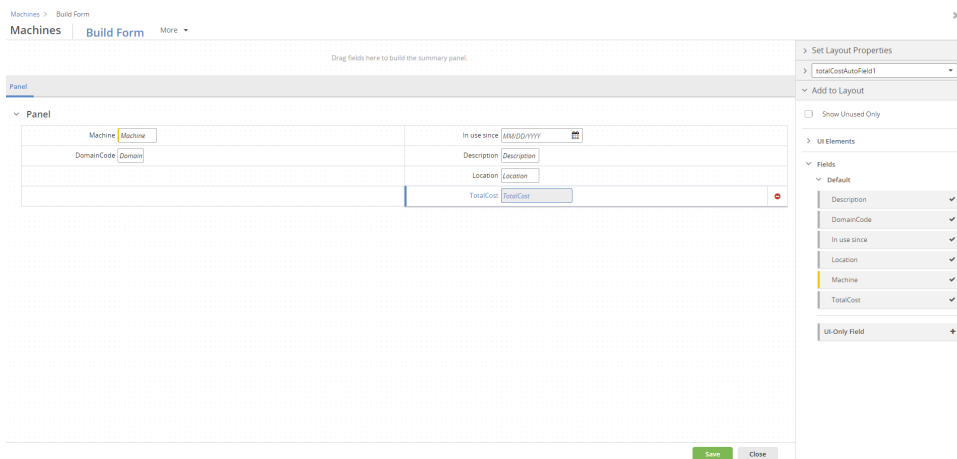 Machines > Build Form
Machines Build Form More
Drag fields here to build the summary panel.
Panel
Panel
Machine Machine In use since MM/DD/YYYY
DomainCode Domain Description Description
Location Location
TotalCost TotalCost
Save Close
Set Layout Properties
totalCostAutoField1
Add to Layout
Show Unused Only
UI Elements
Fields
Default
Description
DomainCode
In use since
Location
Machine
TotalCost
UI-Only Field